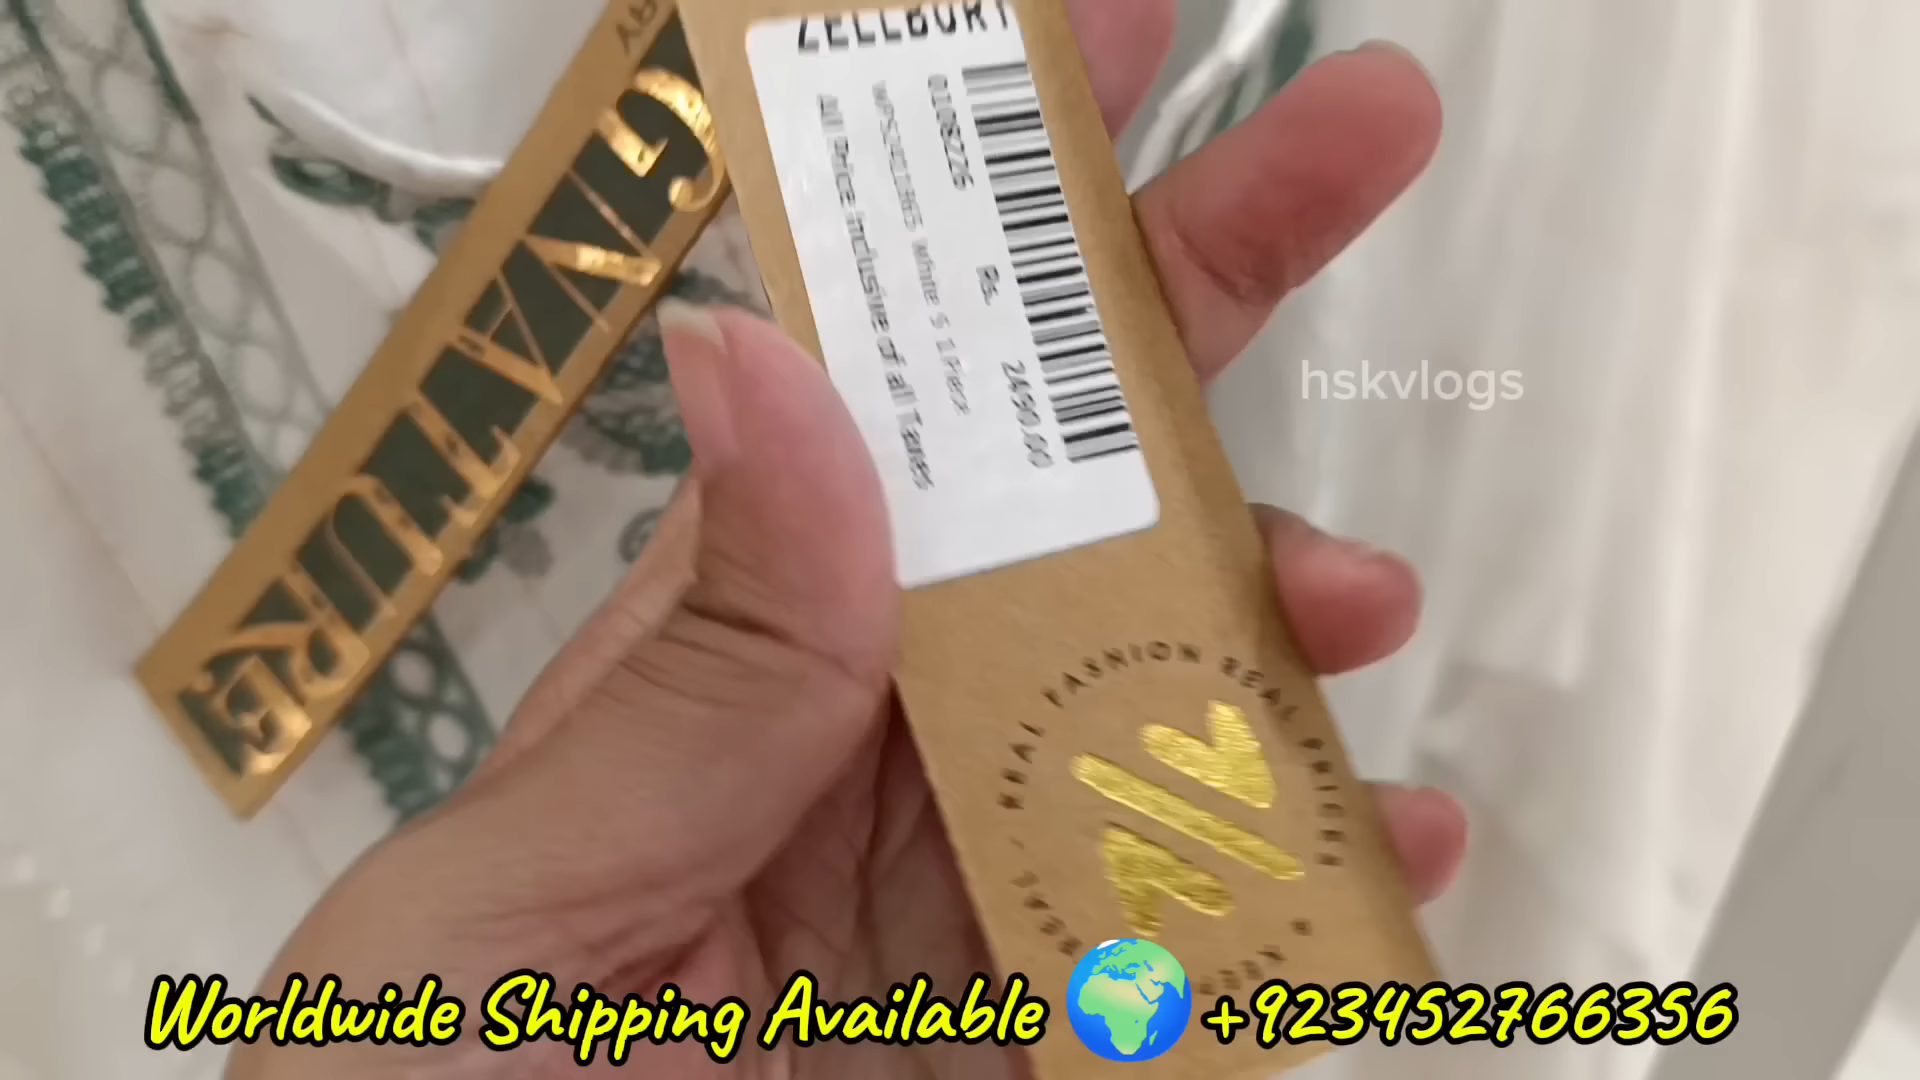 ZELLBURY
01082226
Rs. 2490.00
White S 1 Piece
All Price inclusive of all Taxes
SIGNATURE
REAL FASHION REAL PRICES
hskvlogs
Worldwide Shipping Available 🌍 +923452766356